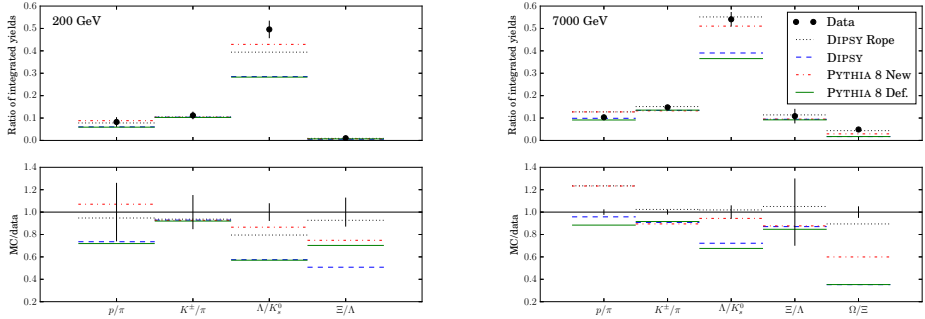 200 GeV
Ratio of integrated yields
0.6
0.5
0.4
0.3
0.2
0.1
0.0
MC/data
1.4
1.2
1.0
0.8
0.6
0.4
0.2
p/π
K±/π
Λ/K⁰ₛ
Ξ/Λ
7000 GeV
Ratio of integrated yields
0.6
0.5
0.4
0.3
0.2
0.1
0.0
Data
DIPSY Rope
DIPSY
PYTHIA 8 New
PYTHIA 8 Def.
MC/data
1.4
1.2
1.0
0.8
0.6
0.4
0.2
p/π
K±/π
Λ/K⁰ₛ
Ξ/Λ
Ω/Ξ